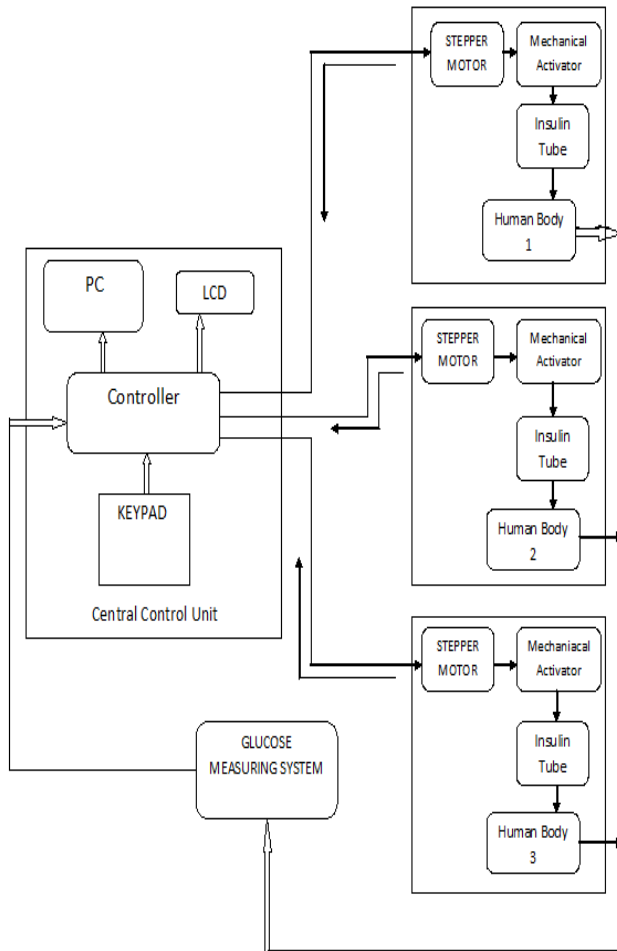 PC
LCD
Controller
KEYPAD
Central Control Unit
GLUCOSE
MEASURING SYSTEM
STEPPER
MOTOR
Mechanical
Activator
Insulin
Tube
Human Body
1
STEPPER
MOTOR
Mechanical
Activator
Insulin
Tube
Human Body
2
STEPPER
MOTOR
Mechaniacal
Activator
Insulin
Tube
Human Body
3